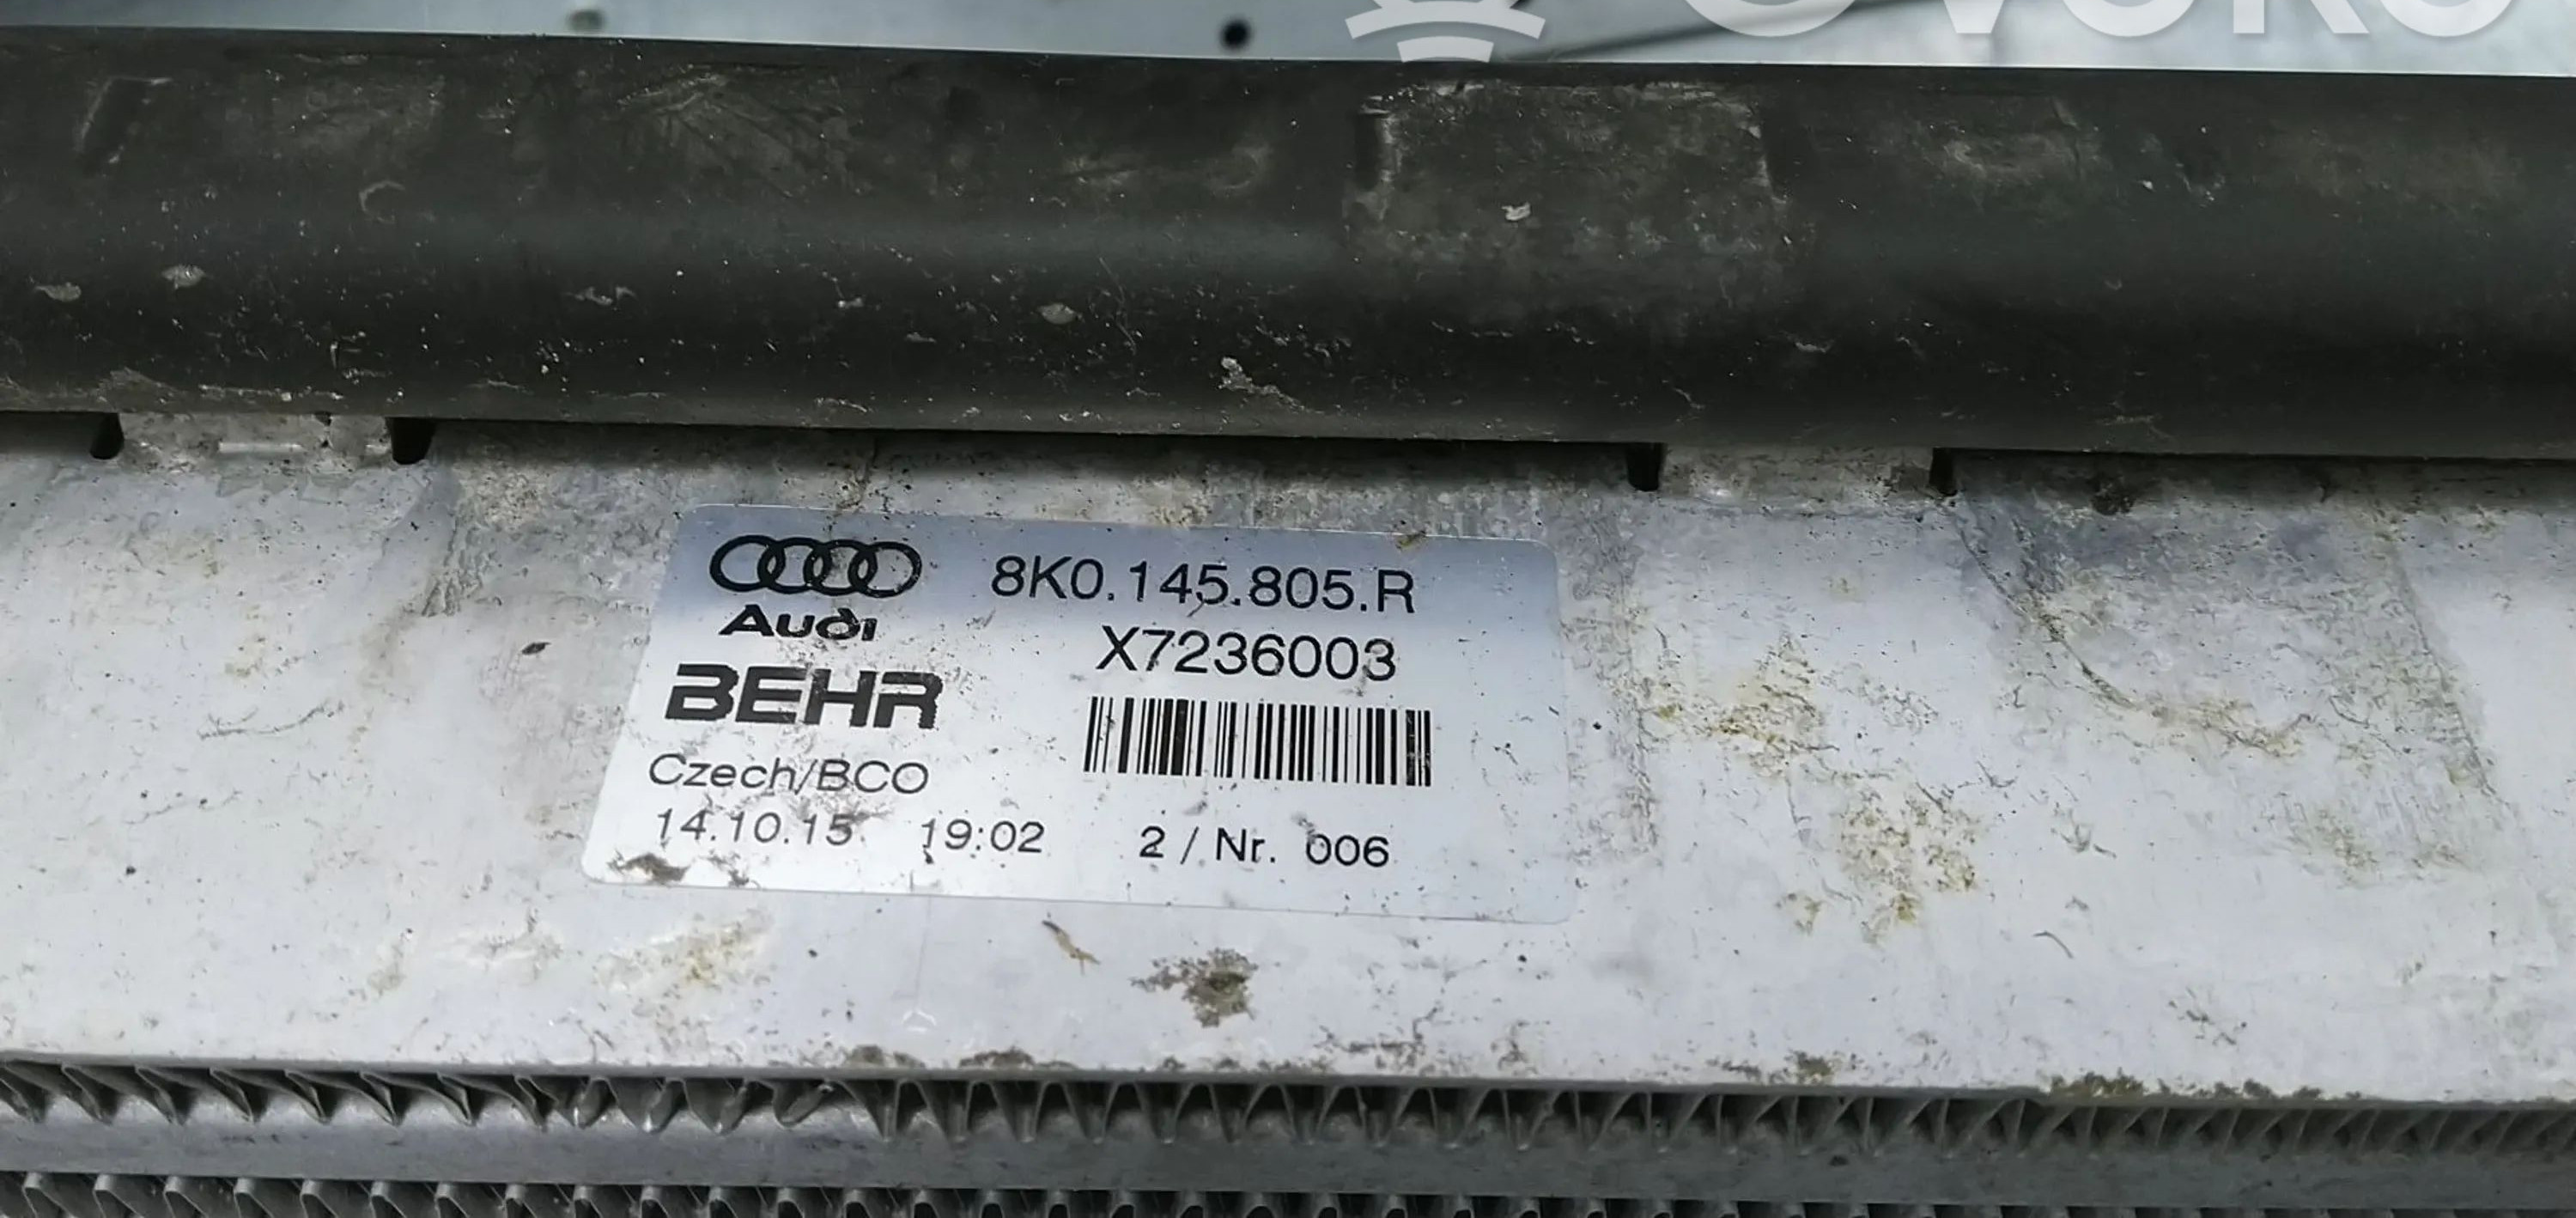 8K0.145.805.R
Audi
X7236003
BEHR
Czech/BCO
14.10.15 19:02 2 / Nr. 006